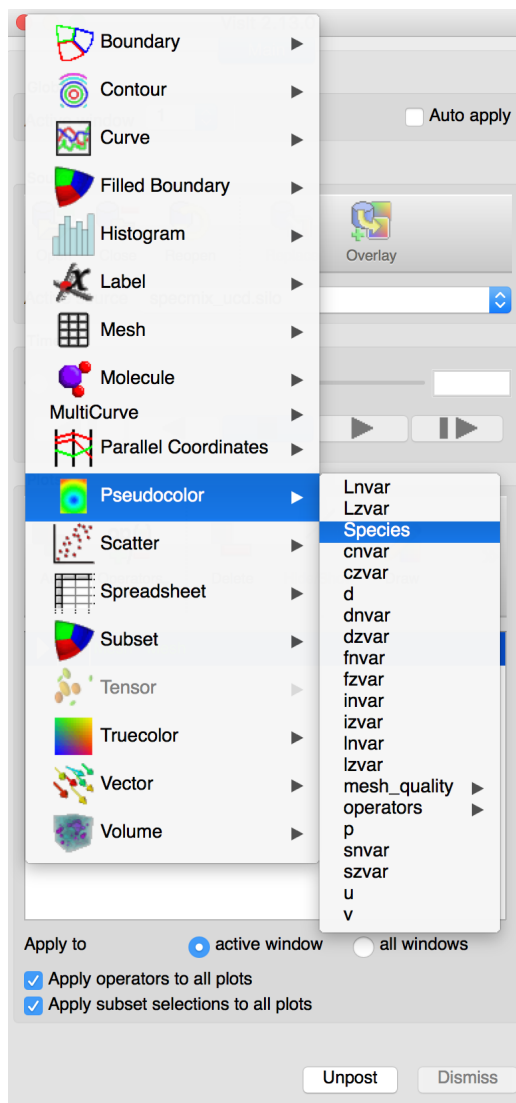 Boundary
Contour
Curve
Filled Boundary
Histogram
Label
Mesh
Molecule
MultiCurve
Parallel Coordinates
Pseudocolor
Scatter
Spreadsheet
Subset
Tensor
Truecolor
Vector
Volume
Auto apply
Overlay
Lnvar
Lzvar
Species
cnvar
czvar
d
dnvar
dzvar
fnvar
fzvar
invar
izvar
lnvar
lzvar
mesh_quality
operators
p
snvar
szvar
u
v
Apply to active window all windows
Apply operators to all plots
Apply subset selections to all plots
Unpost Dismiss